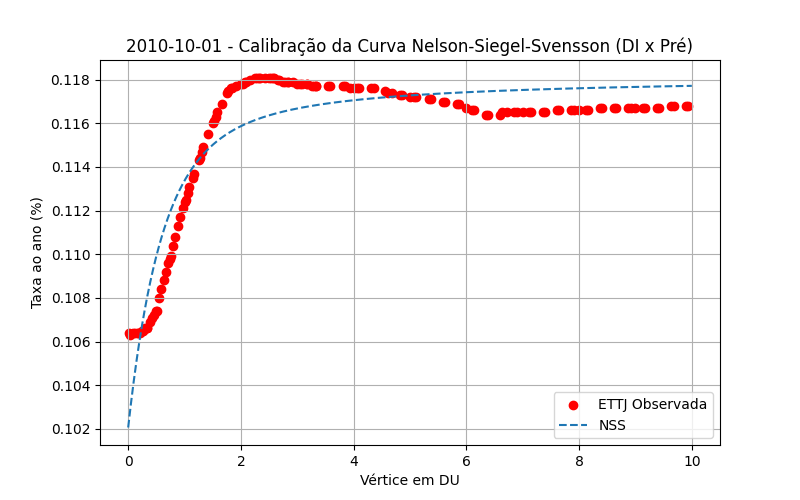 2010-10-01 - Calibração da Curva Nelson-Siegel-Svensson (DI x Pré)
Taxa ao ano (%)
0.118
0.116
0.114
0.112
0.110
0.108
0.106
0.104
0.102
ETTJ Observada
NSS
0 2 4 6 8 10
Vértice em DU